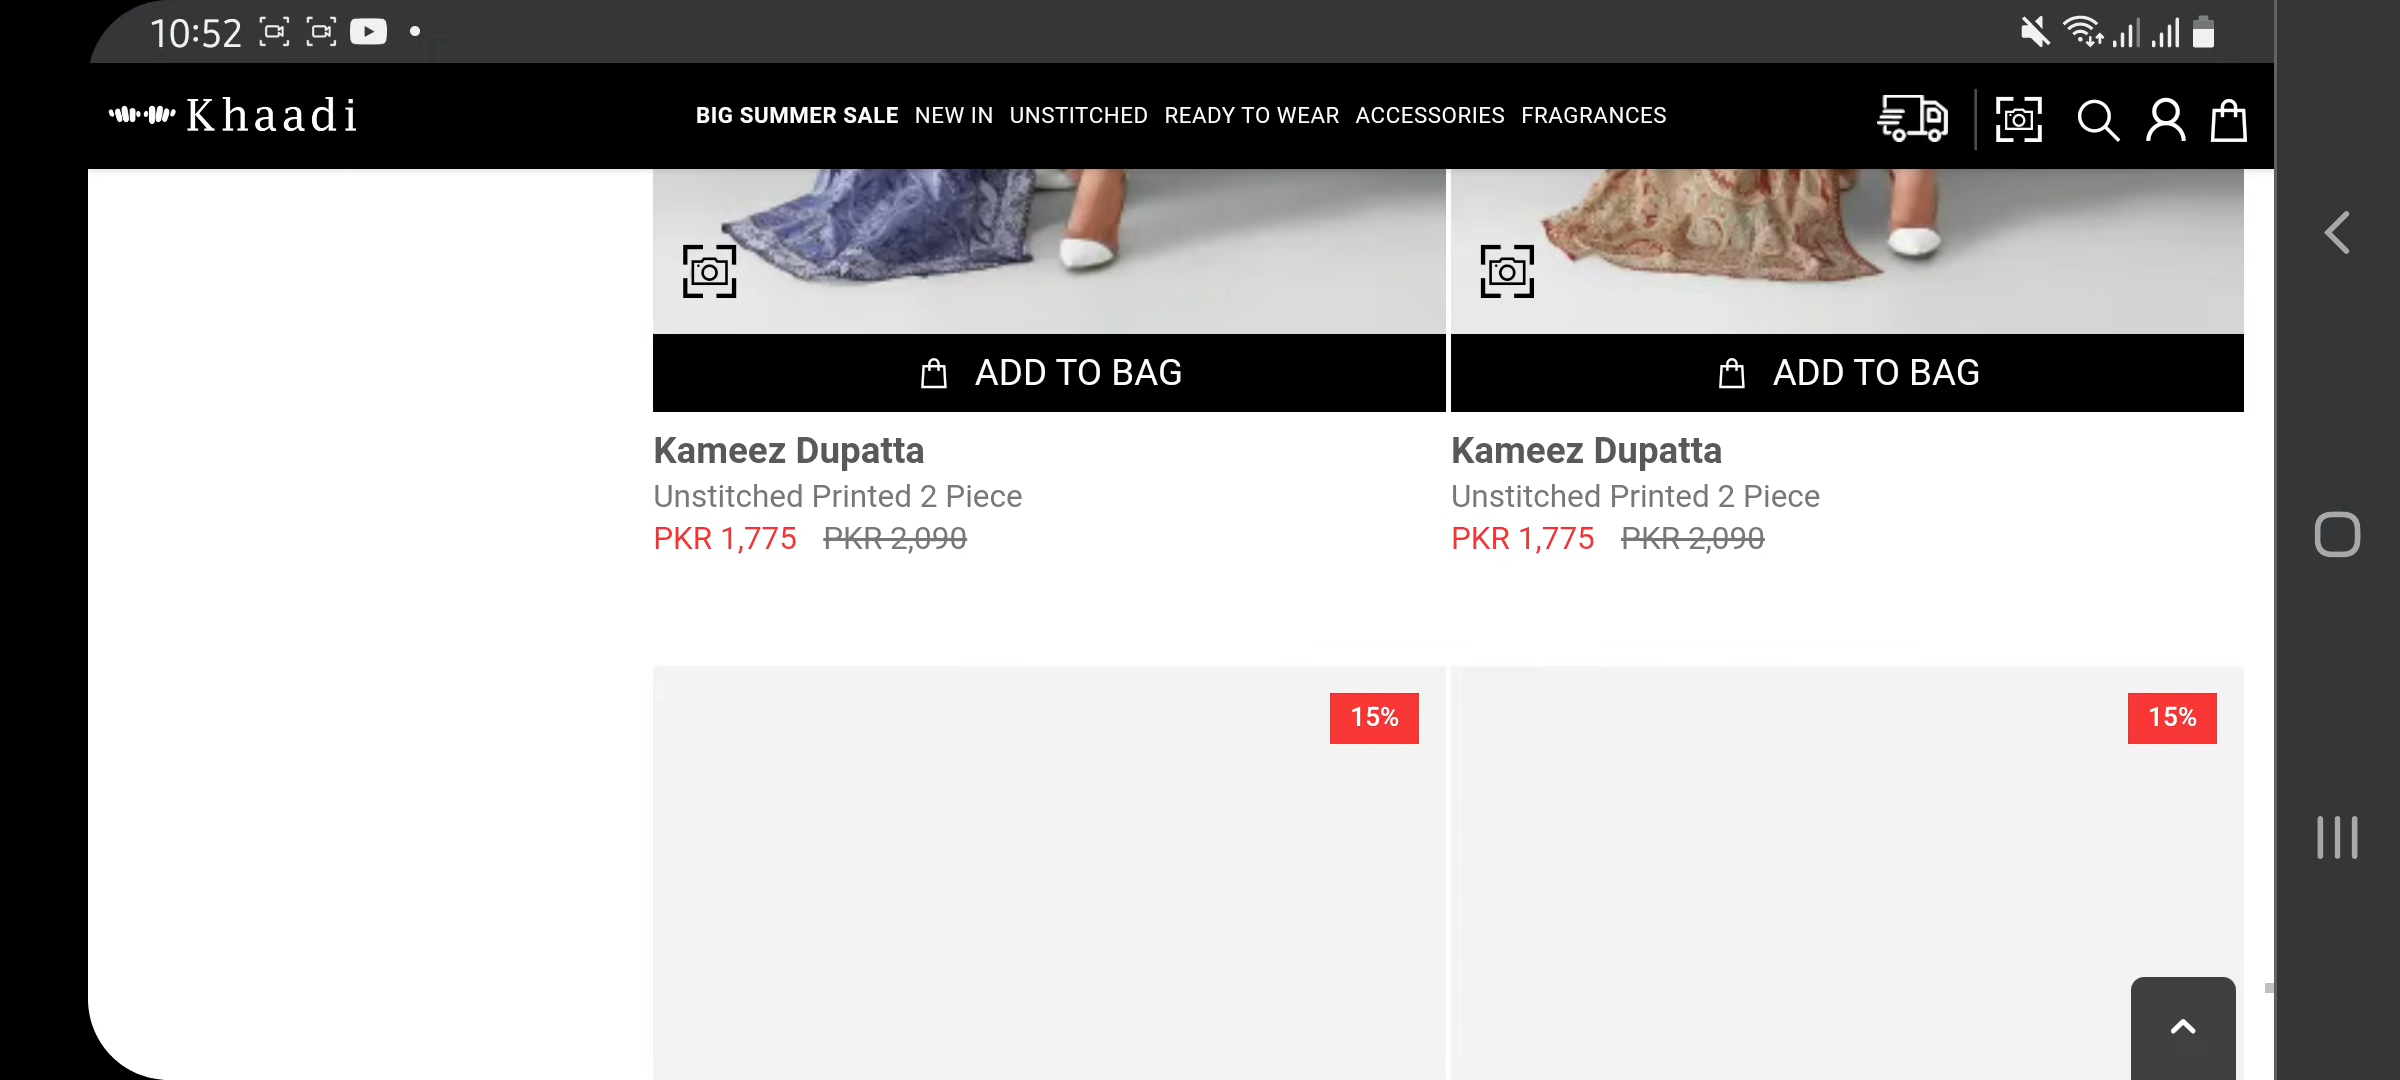 10:52
Khaadi
BIG SUMMER SALE NEW IN UNSTITCHED READY TO WEAR ACCESSORIES FRAGRANCES
ADD TO BAG
ADD TO BAG
Kameez Dupatta
Unstitched Printed 2 Piece
PKR 1,775 PKR 2,090
Kameez Dupatta
Unstitched Printed 2 Piece
PKR 1,775 PKR 2,090
15%
15%